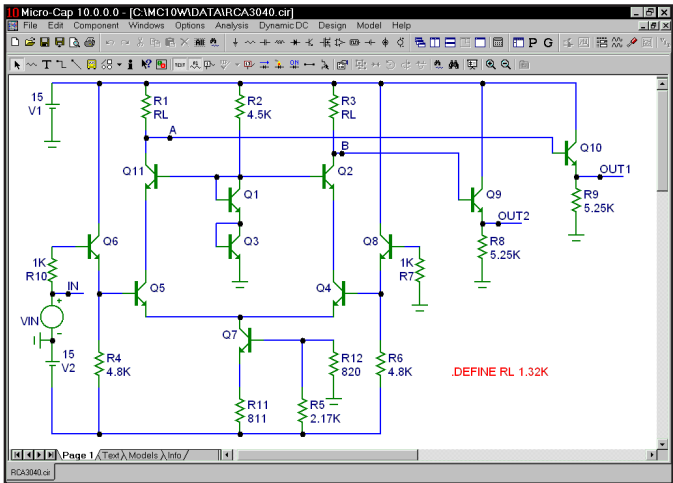 Micro-Cap 10.0.0.0 - [C:\MC10W\DATA\RCA3040.cir]
File Edit Component Windows Options Analysis Dynamic DC Design Model Help
P G
T
TEXT
15
V1
R1
RL
R2
4.5K
R3
RL
A
B
Q10
OUT1
Q11
Q2
Q1
Q9
R9
5.25K
OUT2
Q6
Q3
Q8
R8
5.25K
1K
R10
1K
R7
IN
Q5
Q4
VIN
Q7
15
V2
R4
4.8K
R12
820
R6
4.8K
.DEFINE RL 1.32K
R11
811
R5
2.17K
Page 1 Text Models Info
RCA3040.cir